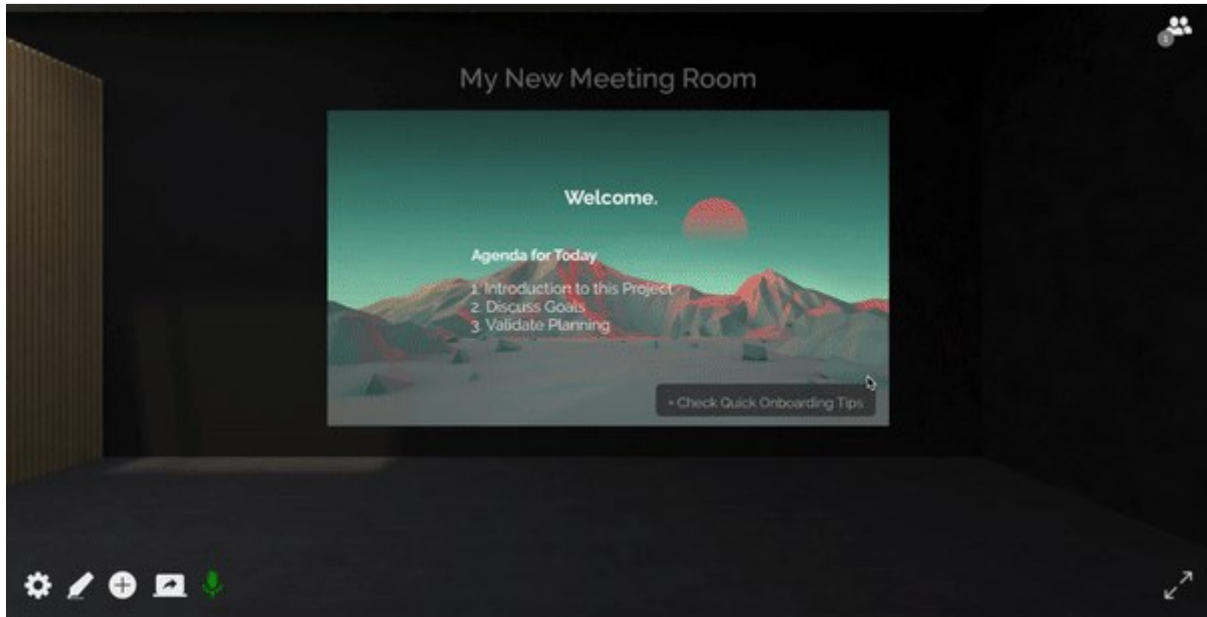 1
My New Meeting Room
Welcome.
Agenda for Today
1. Introduction to this Project
2. Discuss Goals
3. Validate Planning
+ Check Quick Onboarding Tips